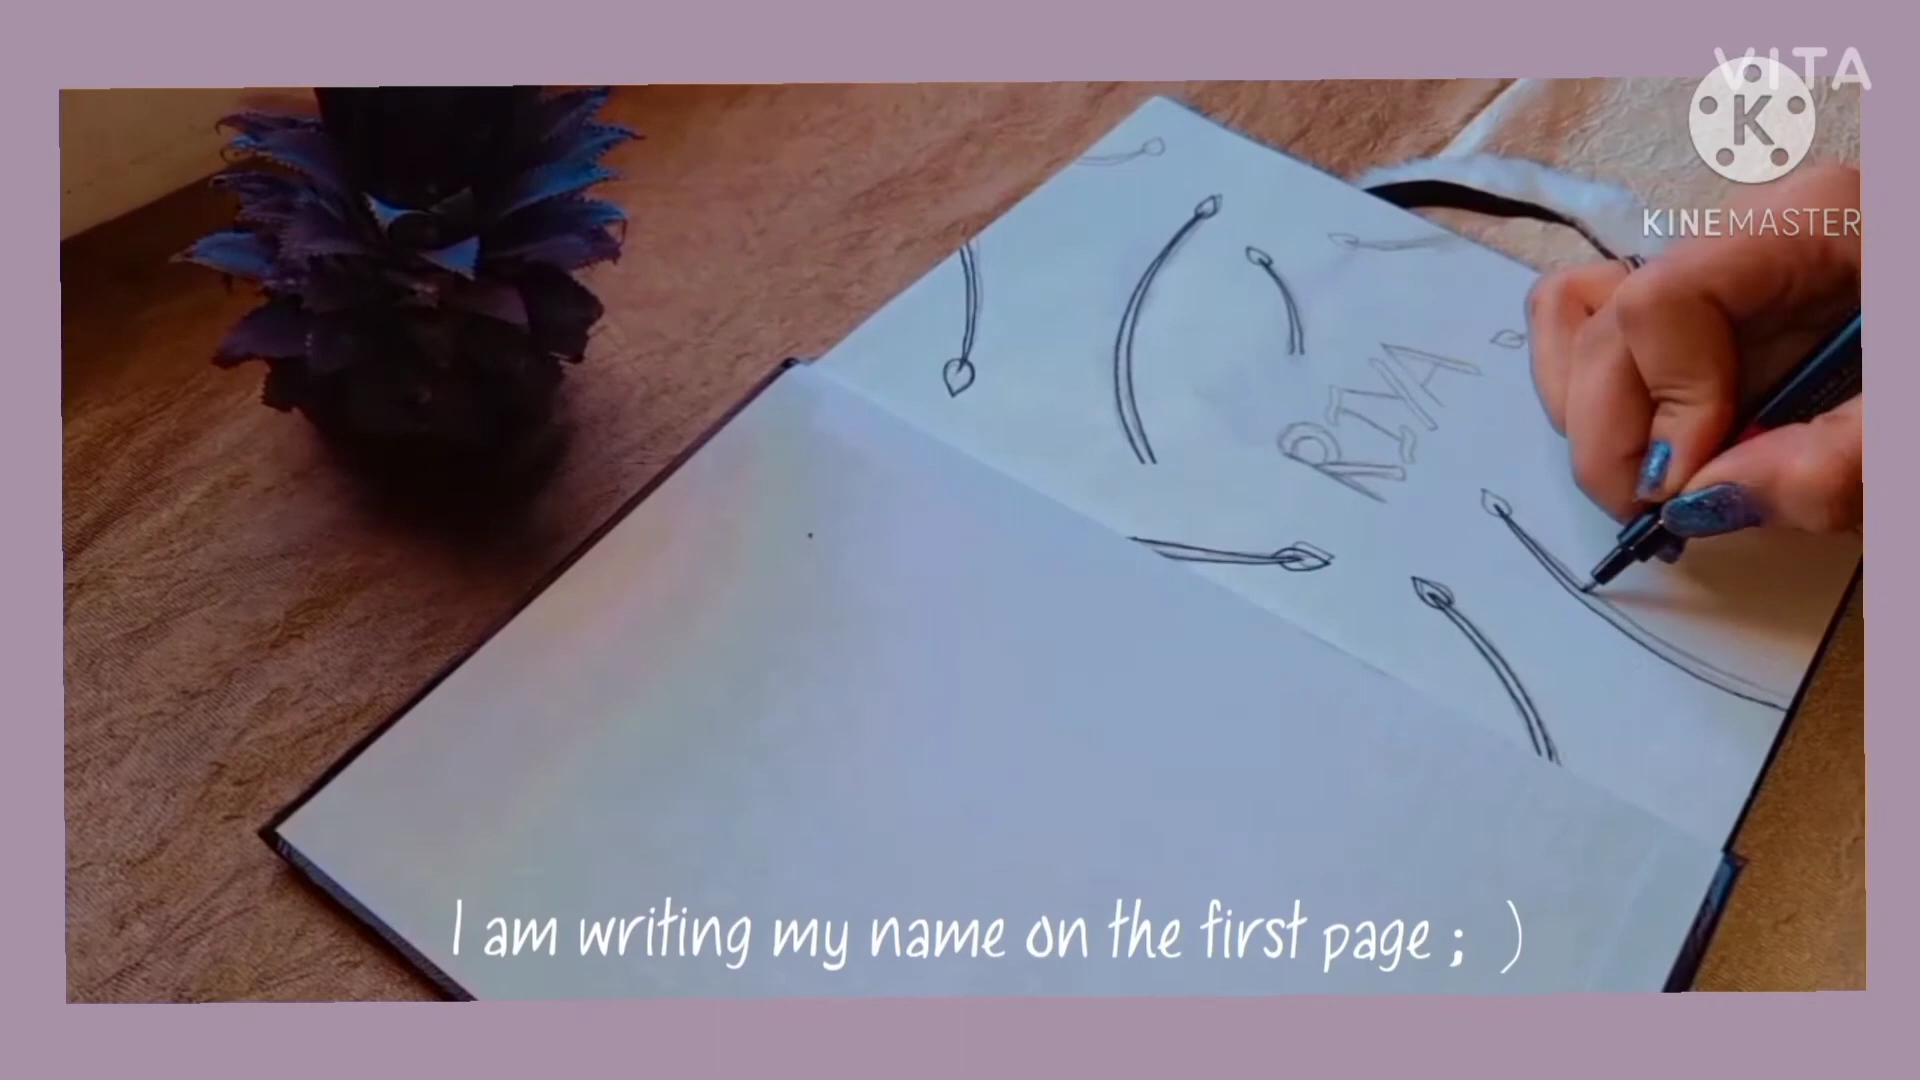 VITA
K
KINEMASTER
RIYA
I am writing my name on the first page ; )